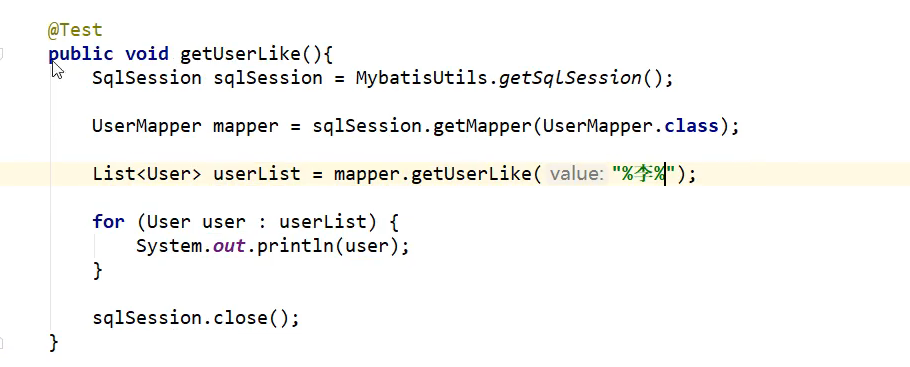 @Test
public void getUserLike(){
SqlSession sqlSession = MybatisUtils.getSqlSession();
UserMapper mapper = sqlSession.getMapper(UserMapper.class);
List<User> userList = mapper.getUserLike( value: "%李%");
for (User user : userList) {
System.out.println(user);
}
sqlSession.close();
}